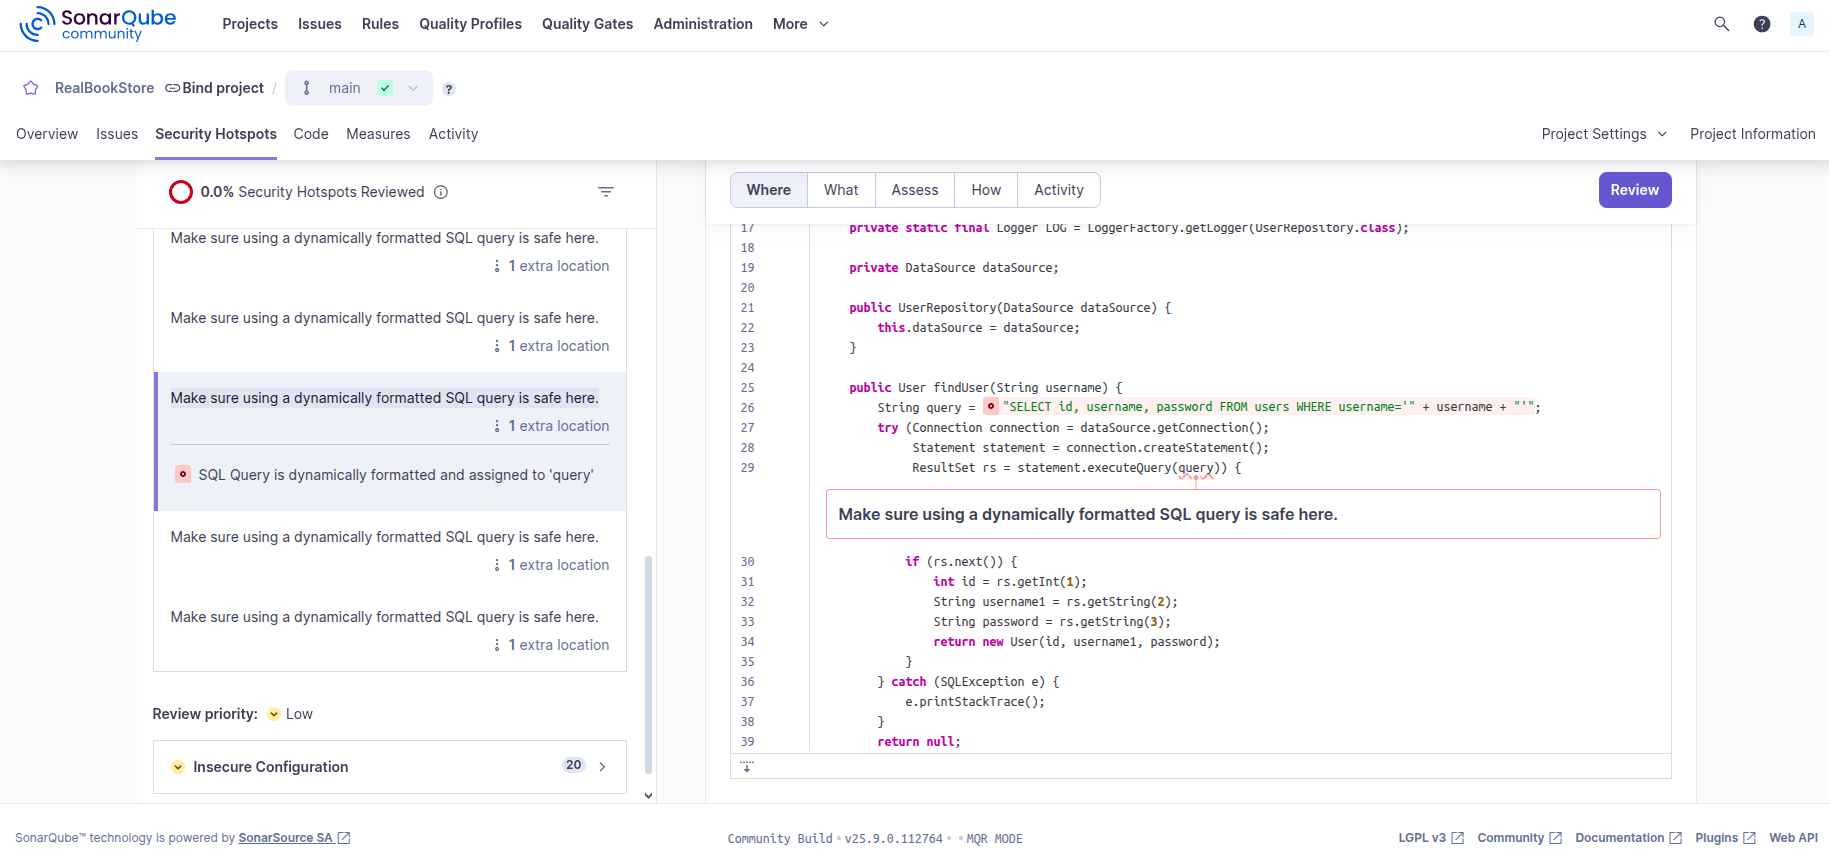 SonarQube
community
Projects Issues Rules Quality Profiles Quality Gates Administration More
? A
RealBookStore Bind project / main ?
Overview Issues Security Hotspots Code Measures Activity Project Settings Project Information
0.0% Security Hotspots Reviewed
Make sure using a dynamically formatted SQL query is safe here.
1 extra location
Make sure using a dynamically formatted SQL query is safe here.
1 extra location
Make sure using a dynamically formatted SQL query is safe here.
1 extra location
SQL Query is dynamically formatted and assigned to 'query'
Make sure using a dynamically formatted SQL query is safe here.
1 extra location
Make sure using a dynamically formatted SQL query is safe here.
1 extra location
Review priority: Low
Insecure Configuration 20
Where What Assess How Activity Review
17 private static final Logger LOG = LoggerFactory.getLogger(UserRepository.class);
18
19 private DataSource dataSource;
20
21 public UserRepository(DataSource dataSource) {
22 this.dataSource = dataSource;
23 }
24
25 public User findUser(String username) {
26 String query = "SELECT id, username, password FROM users WHERE username='" + username + "'";
27 try (Connection connection = dataSource.getConnection();
28 Statement statement = connection.createStatement();
29 ResultSet rs = statement.executeQuery(query)) {
Make sure using a dynamically formatted SQL query is safe here.
30 if (rs.next()) {
31 int id = rs.getInt(1);
32 String username1 = rs.getString(2);
33 String password = rs.getString(3);
34 return new User(id, username1, password);
35 }
36 } catch (SQLException e) {
37 e.printStackTrace();
38 }
39 return null;
SonarQube™ technology is powered by SonarSource SA
Community Build • v25.9.0.112764 • • MQR MODE
LGPL v3 Community Documentation Plugins Web API